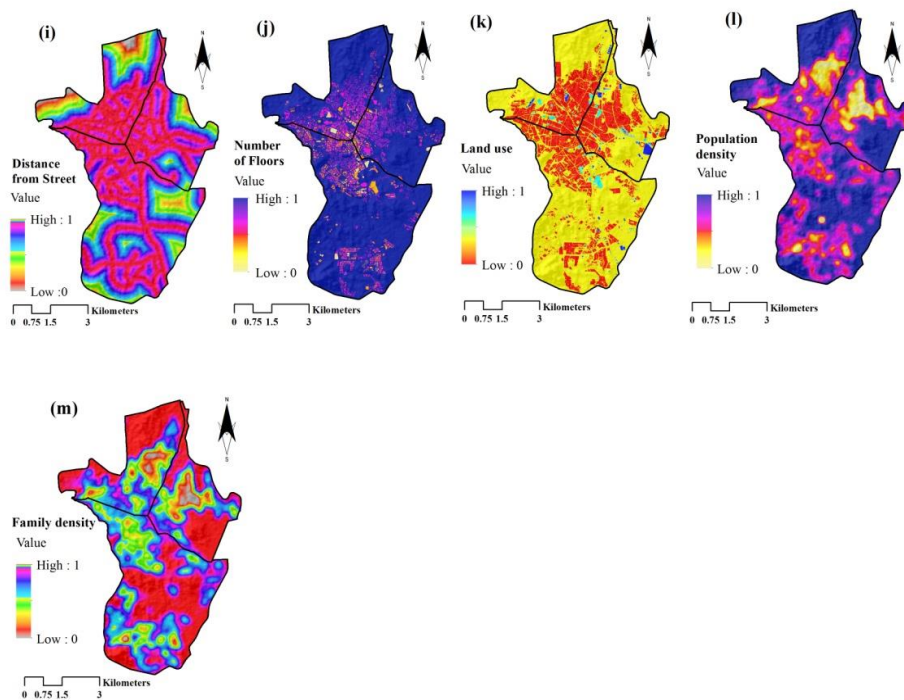 (i)
N
S
Distance
from Street
Value
High : 1
Low :0
Kilometers
0 0.75 1.5 3
(j)
N
S
Number
of Floors
Value
High : 1
Low : 0
Kilometers
0 0.75 1.5 3
(k)
N
S
Land use
Value
High : 1
Low : 0
Kilometers
0 0.75 1.5 3
(l)
N
S
Population
density
Value
High : 1
Low : 0
Kilometers
0 0.75 1.5 3
(m)
N
S
Family density
Value
High : 1
Low : 0
Kilometers
0 0.75 1.5 3